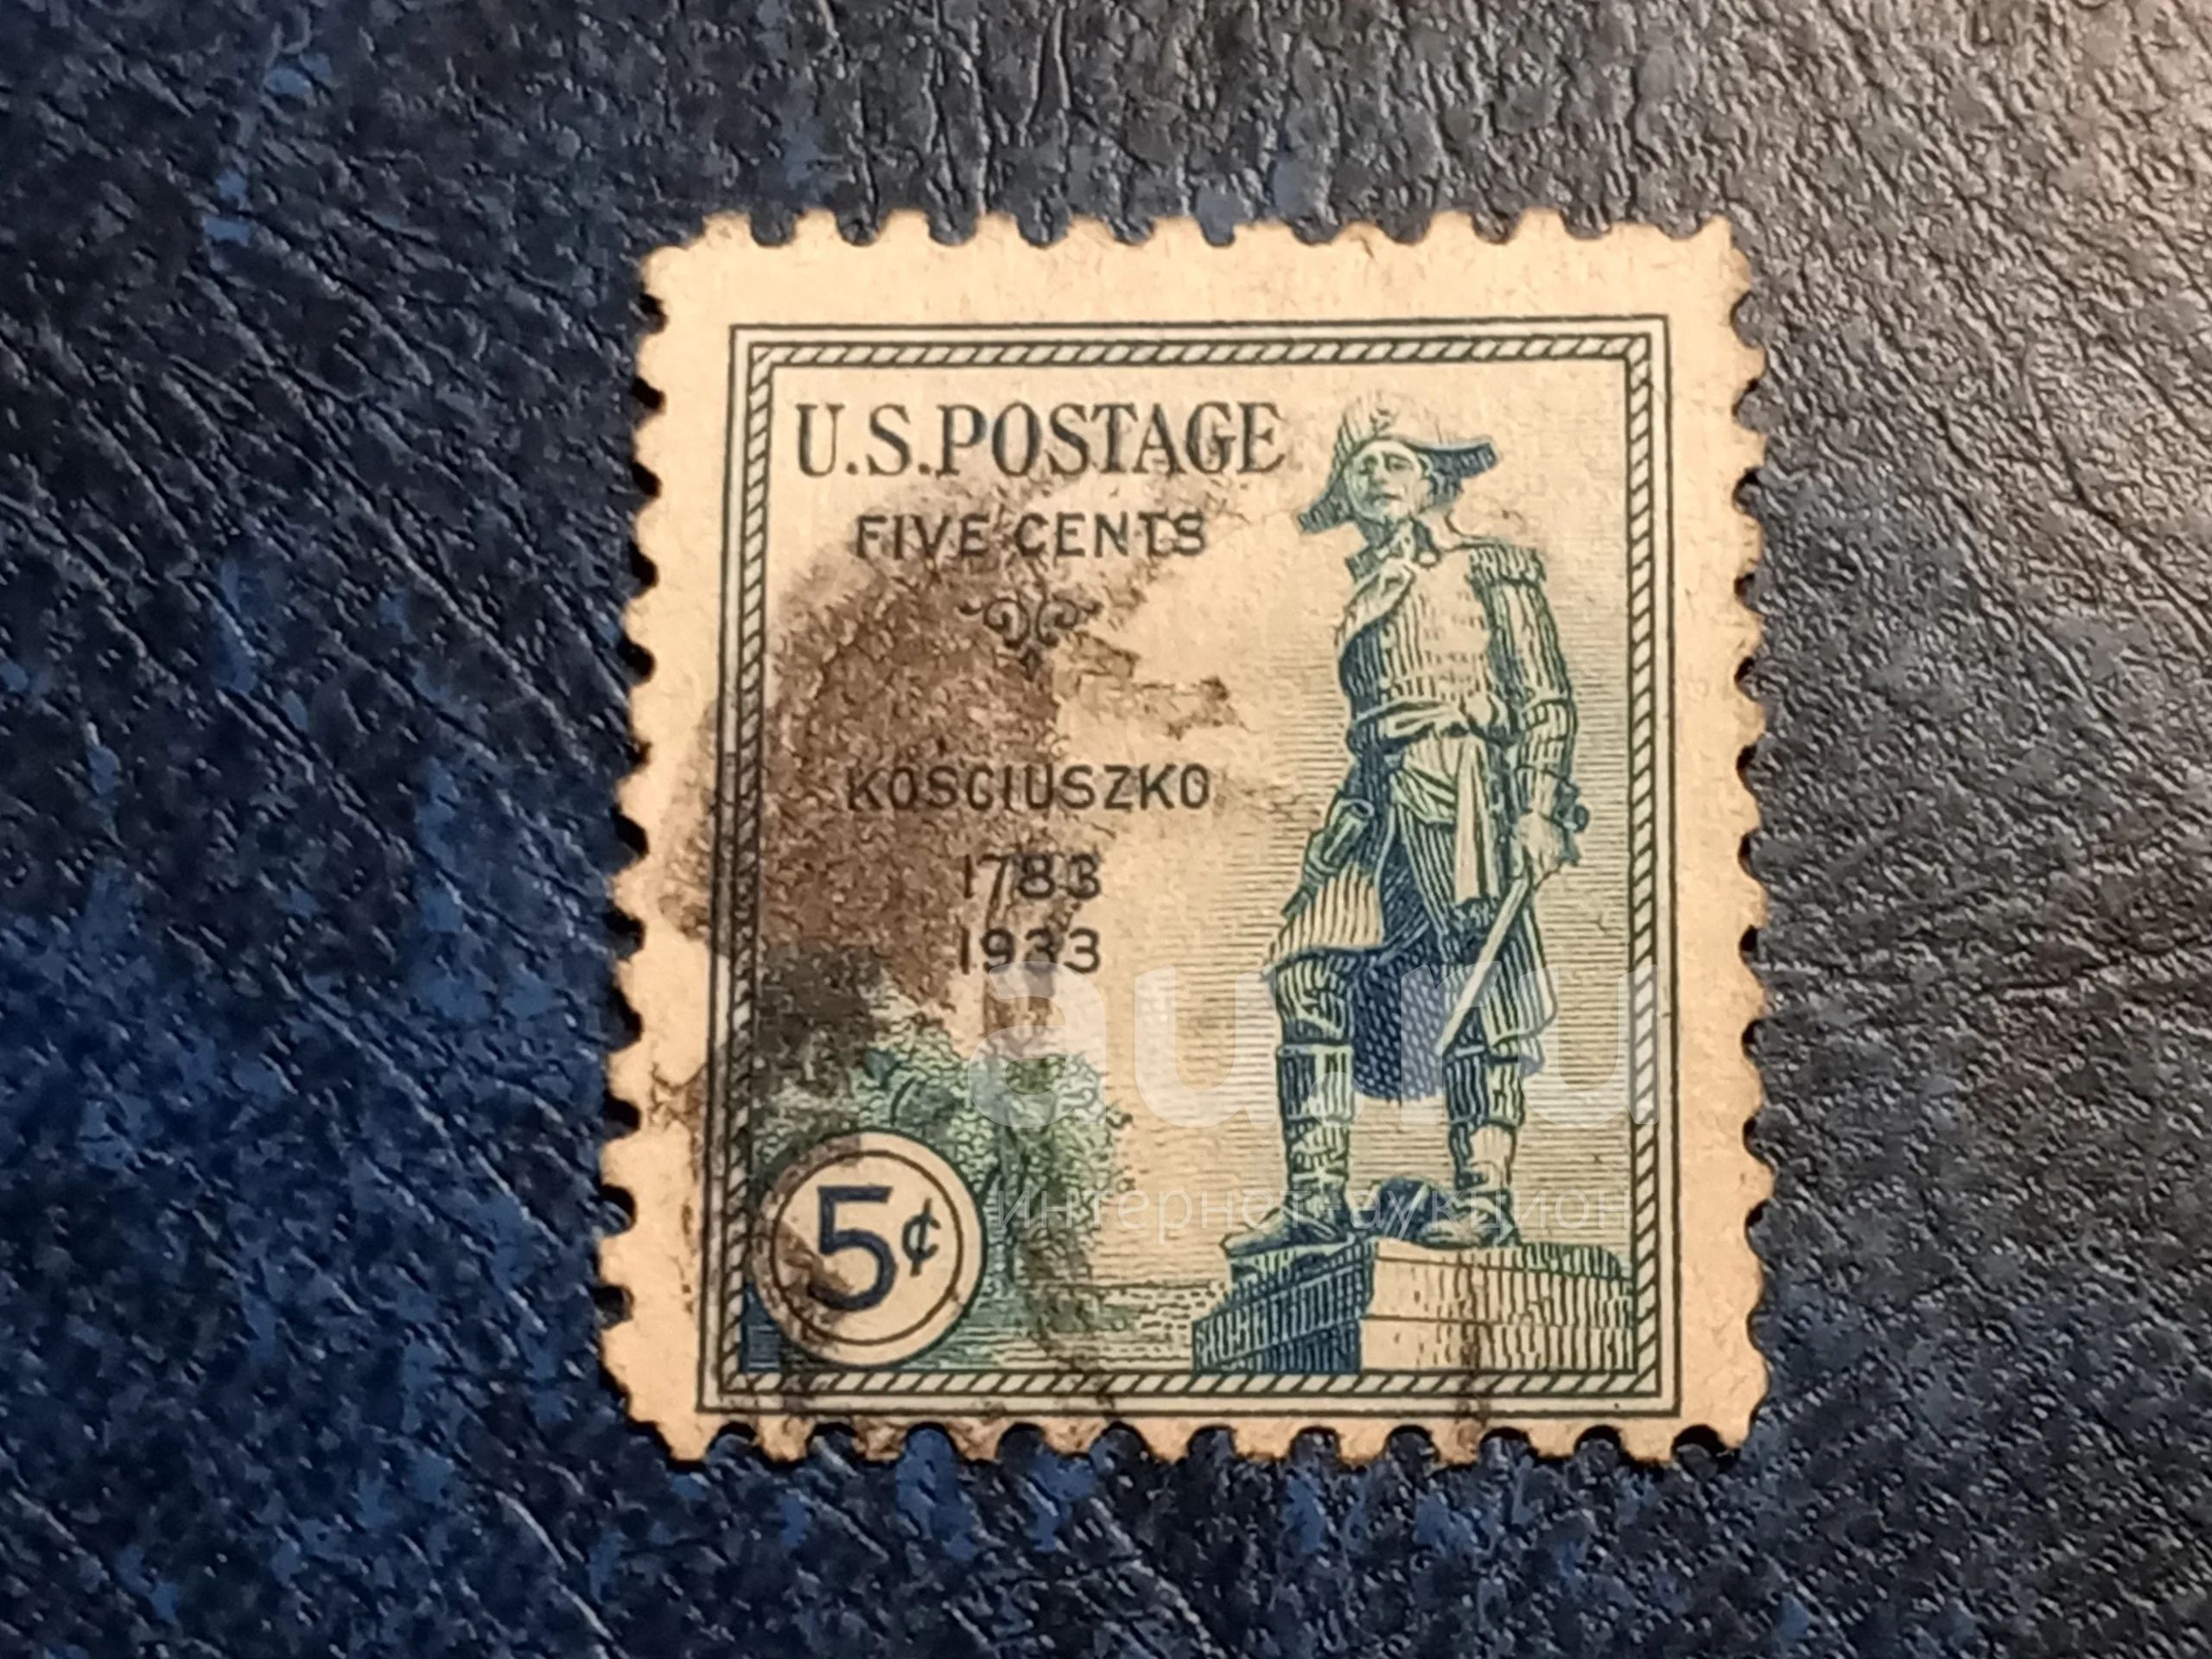 U.S.POSTAGE
FIVE CENTS
KOSCIUSZKO
1783
1933
5¢
au.ru
интернет-аукцион